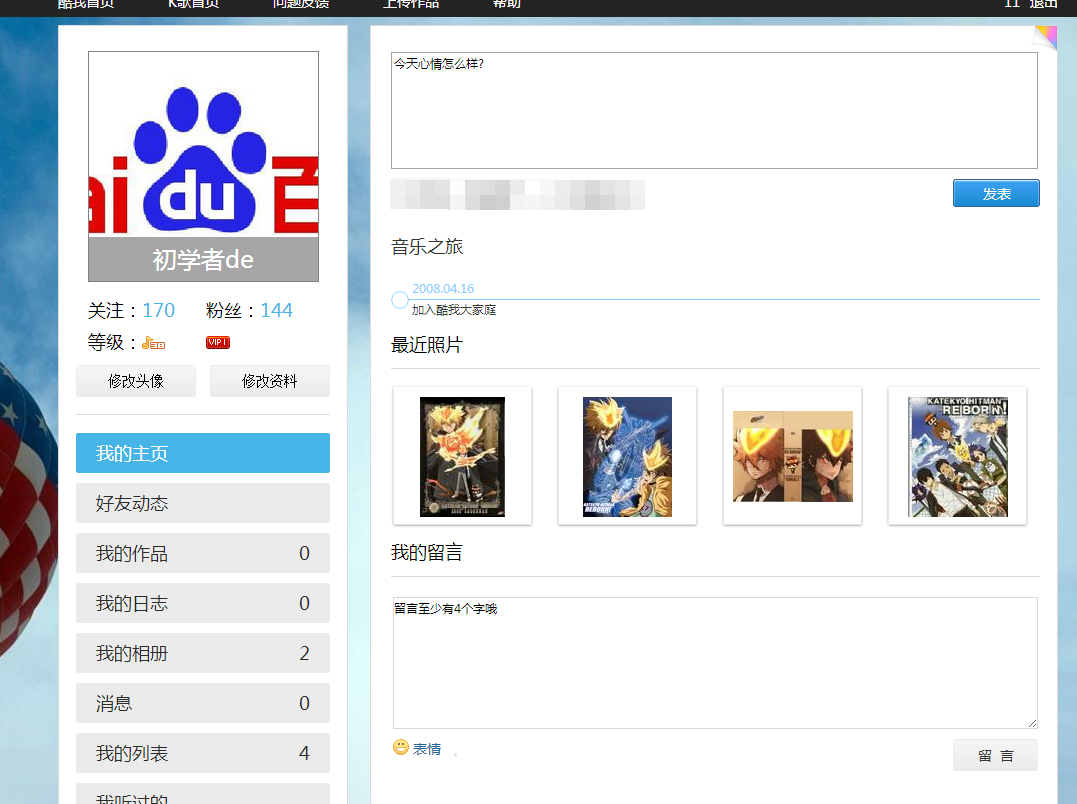 酷我首页 K歌首页 问题反馈 上传作品 帮助 11 退出
ai du 百
初学者de
关注：170 粉丝：144
等级： VIP1
修改头像 修改资料
我的主页
好友动态
我的作品 0
我的日志 0
我的相册 2
消息 0
我的列表 4
我听过的
今天心情怎么样?
发表
音乐之旅
2008.04.16
加入酷我大家庭
最近照片
KATEKYO HITMAN
REBORN!
我的留言
留言至少有4个字哦
表情
留 言